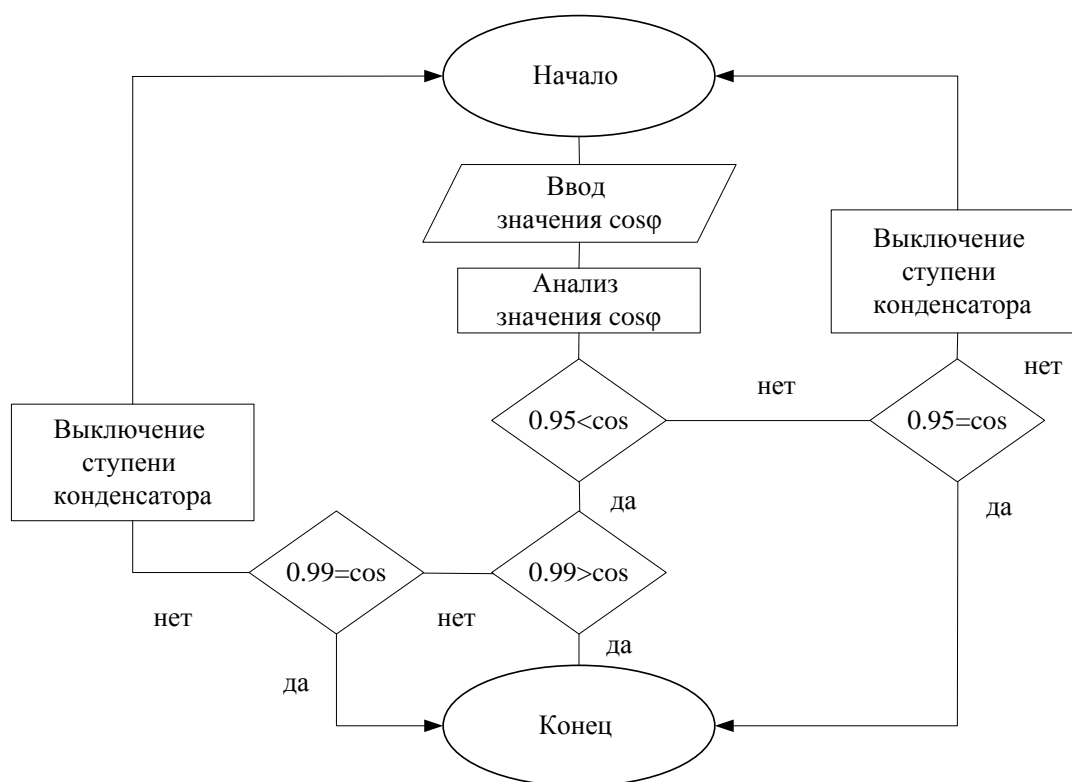 Начало
Ввод
значения cosφ
Анализ
значения cosφ
Выключение
ступени
конденсатора
нет
0.95<cos
нет
0.95=cos
да
да
Выключение
ступени
конденсатора
0.99=cos
0.99>cos
нет
нет
да
да
Конец